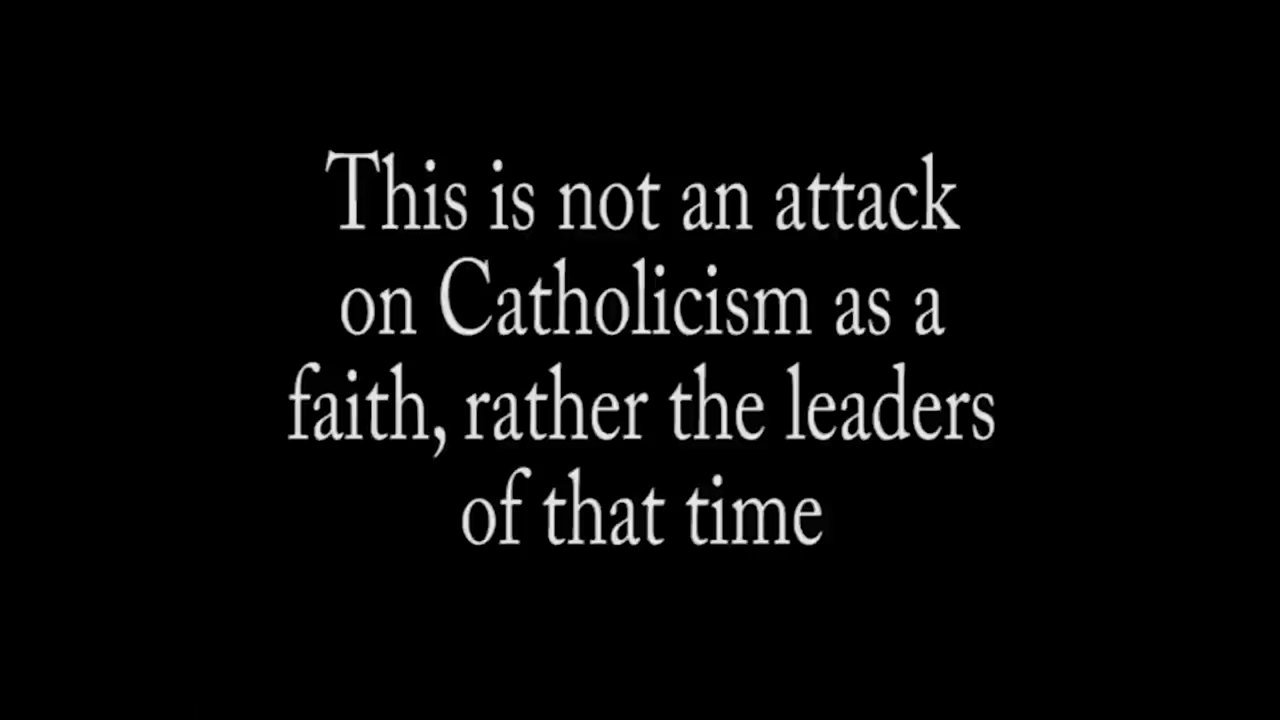 This is not an attack
on Catholicism as a
faith, rather the leaders
of that time